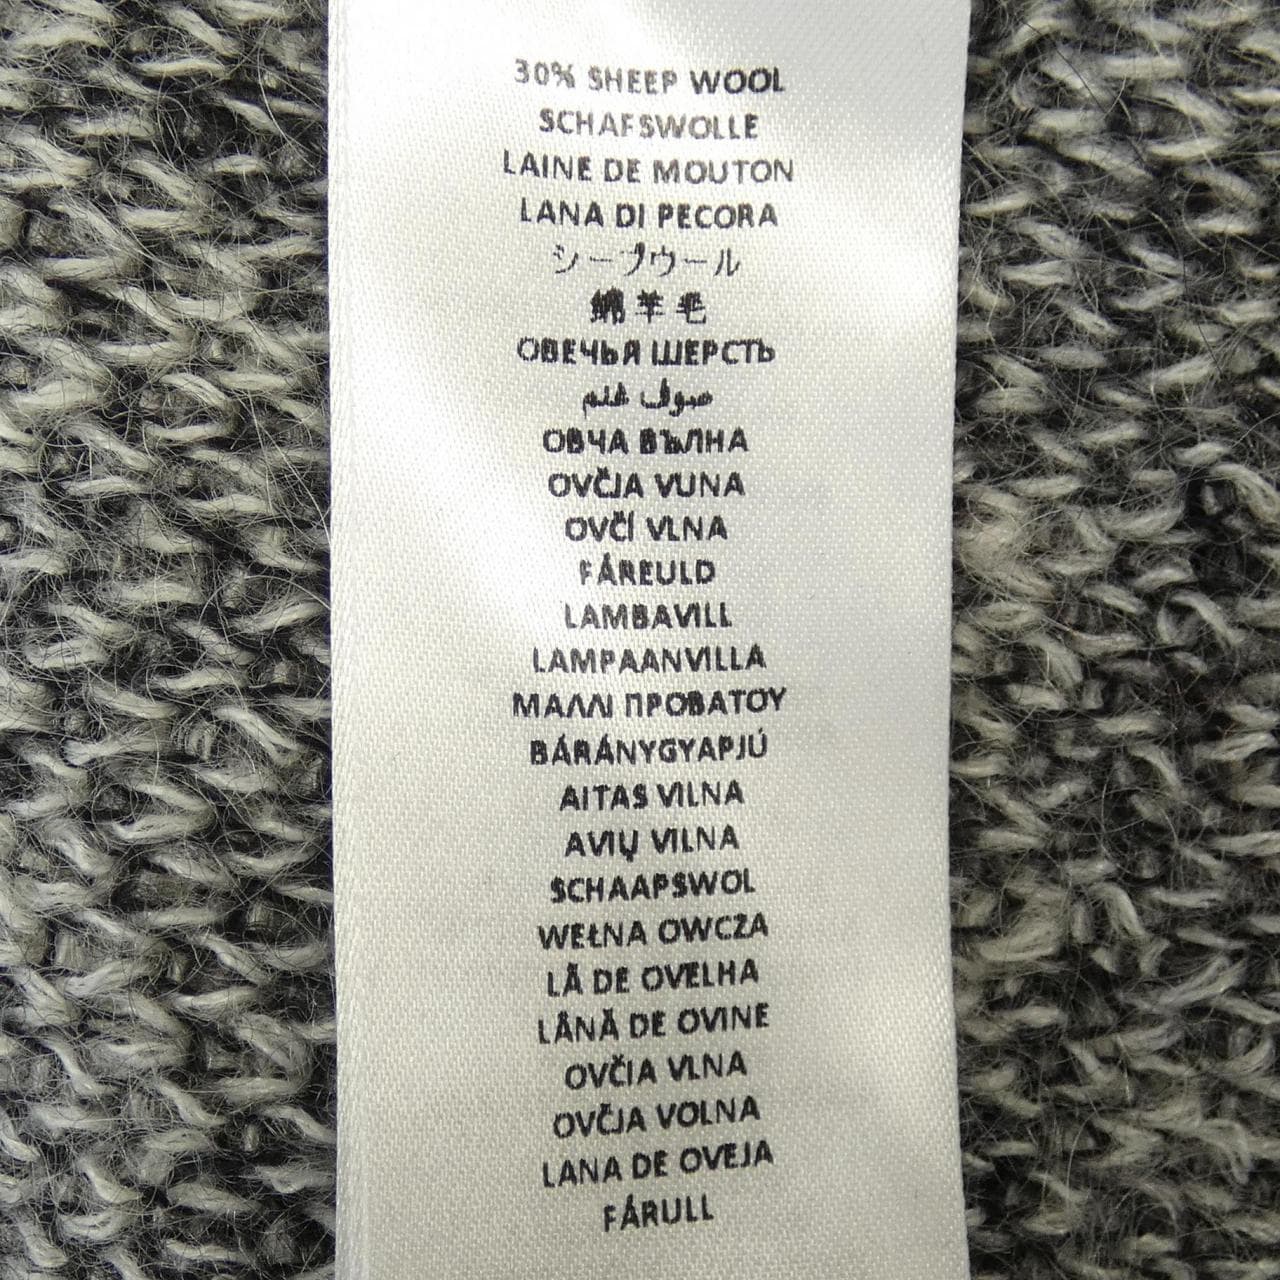 30% SHEEP WOOL
SCHAFSWOLLE
LAINE DE MOUTON
LANA DI PECORA
シープウール
綿羊毛
ОВЕЧЬЯ ШЕРСТЬ
صوف غنم
ОВЧА ВЪЛНА
OVČJA VUNA
OVČÍ VLNA
FÅREULD
LAMBAVILL
LAMPAANVILLA
ΜΑΛΛΙ ΠΡΟΒΑΤΟΥ
BÁRÁNYGYAPJÚ
AITAS VILNA
AVIŲ VILNA
SCHAAPSWOL
WEŁNA OWCZA
LÃ DE OVELHA
LÂNĂ DE OVINE
OVČIA VLNA
OVČJA VOLNA
LANA DE OVEJA
FÅRULL